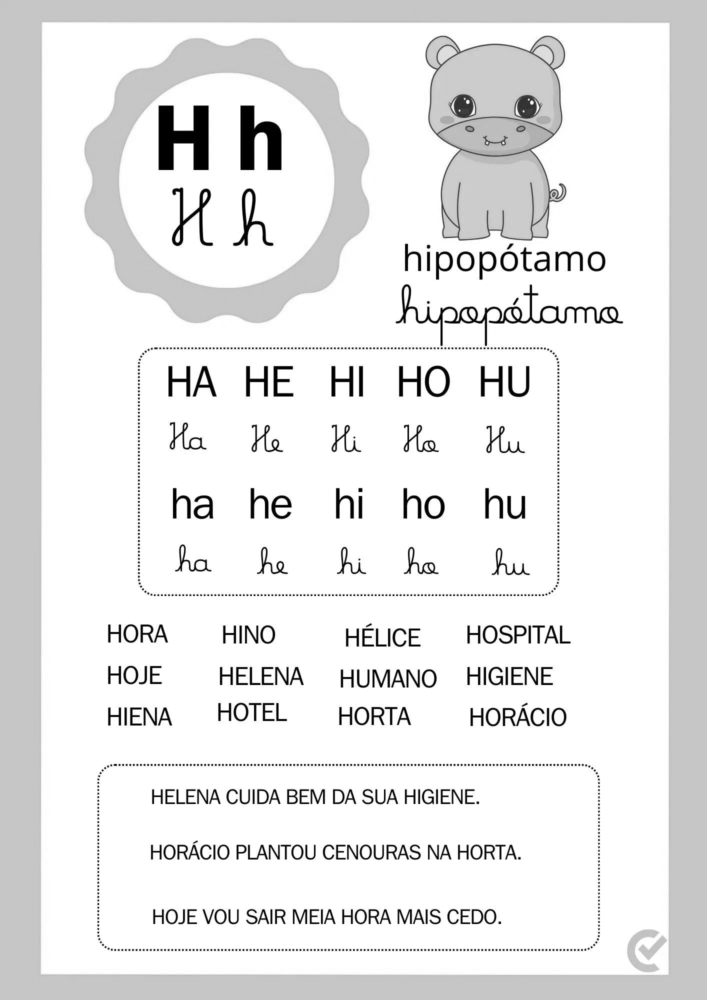 H h
H h
hipopótamo
hipopótamo
HA HE HI HO HU
Ha He Hi Ho Hu
ha he hi ho hu
ha he hi ho hu
HORA HINO HÉLICE HOSPITAL
HOJE HELENA HUMANO HIGIENE
HIENA HOTEL HORTA HORÁCIO
HELENA CUIDA BEM DA SUA HIGIENE.
HORÁCIO PLANTOU CENOURAS NA HORTA.
HOJE VOU SAIR MEIA HORA MAIS CEDO.